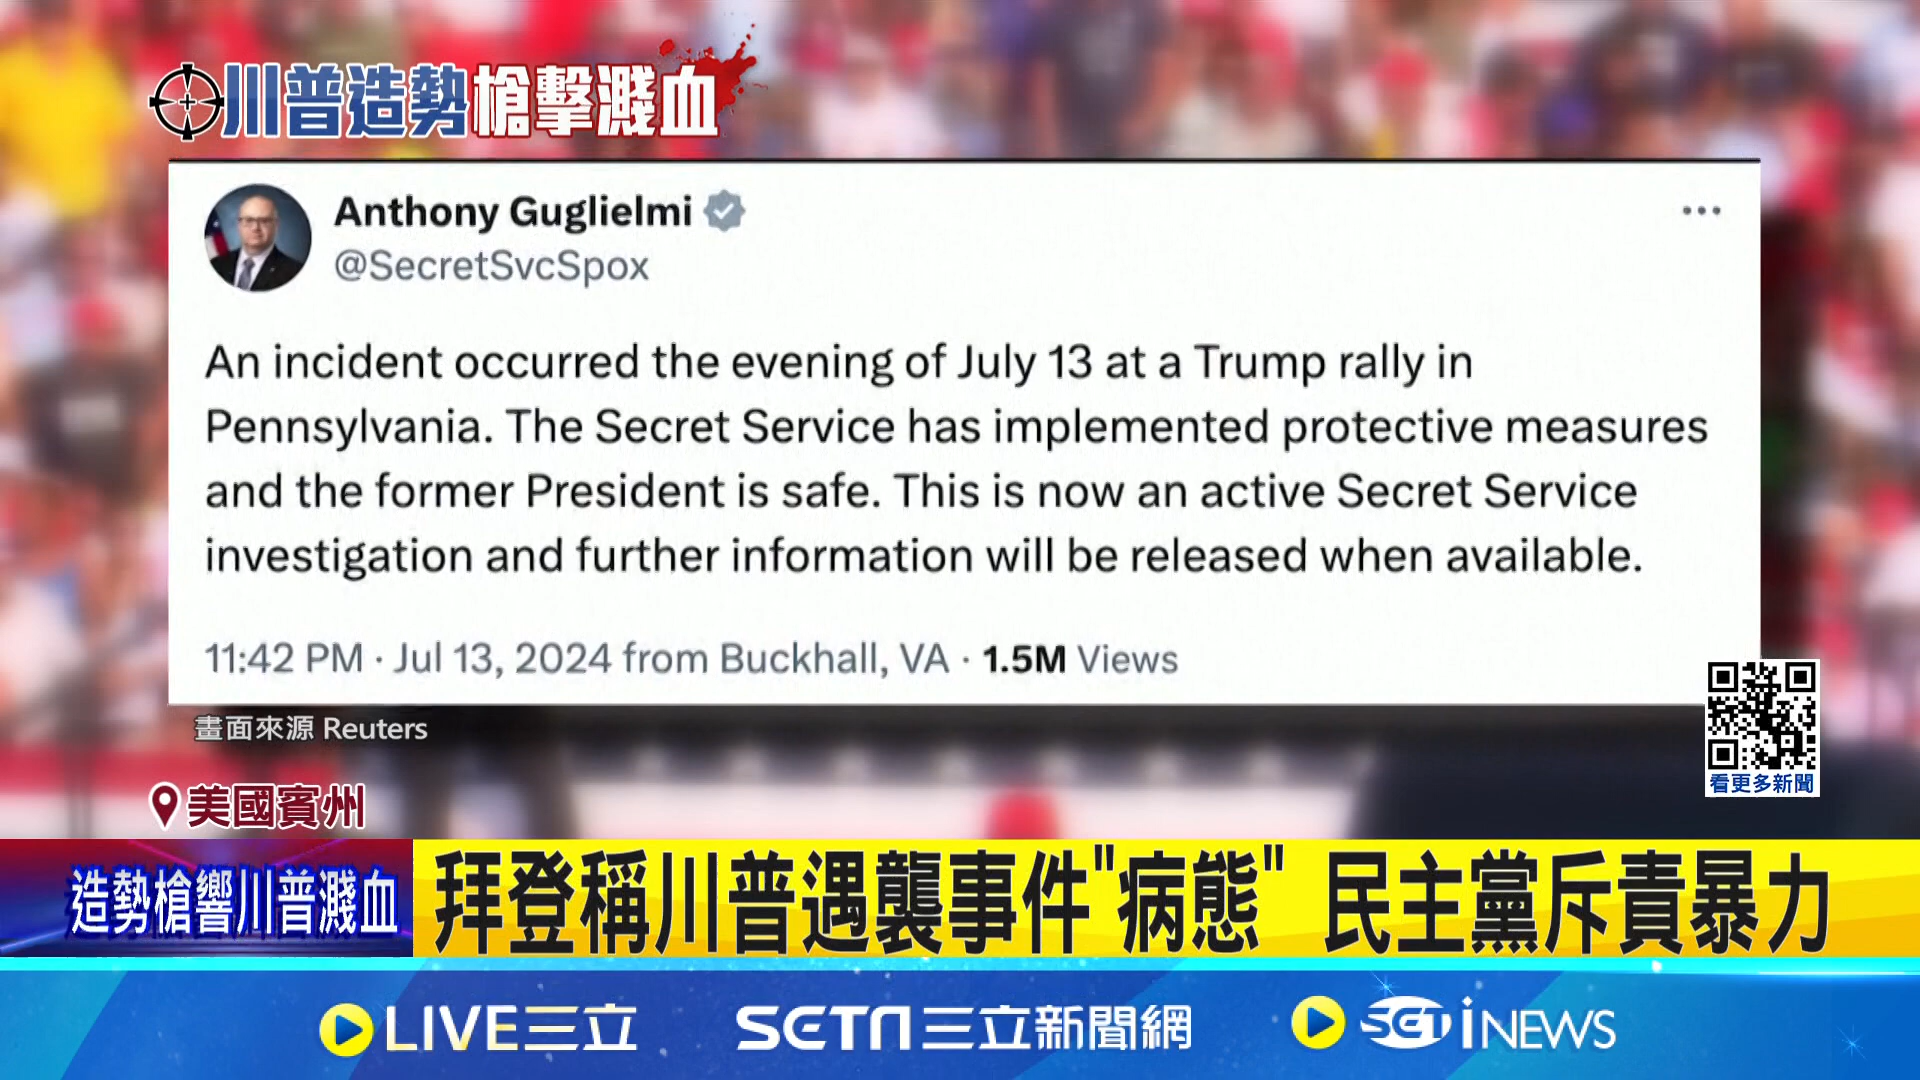 川普造勢槍擊濺血
Anthony Guglielmi
@SecretSvcSpox
An incident occurred the evening of July 13 at a Trump rally in
Pennsylvania. The Secret Service has implemented protective measures
and the former President is safe. This is now an active Secret Service
investigation and further information will be released when available.
11:42 PM · Jul 13, 2024 from Buckhall, VA · 1.5M Views
畫面來源 Reuters
看更多新聞
美國賓州
造勢槍響川普濺血
拜登稱川普遇襲事件"病態" 民主黨斥責暴力
LIVE三立
SETN三立新聞網
SET iNEWS